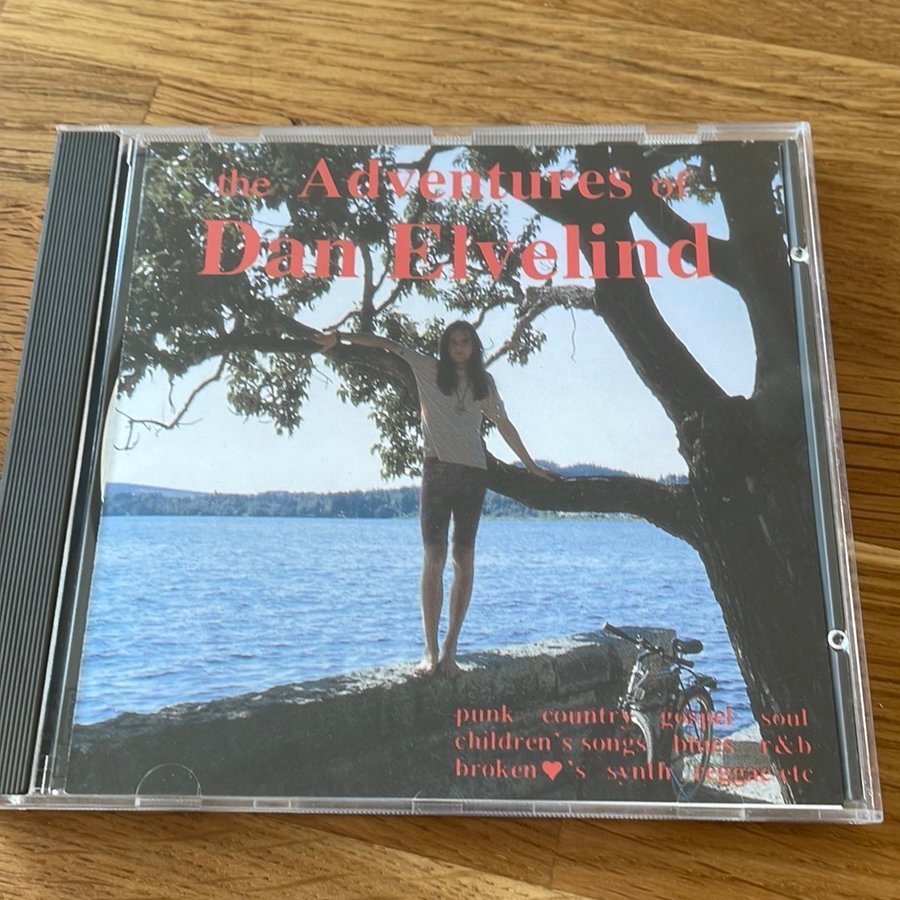 the Adventures of
Dan Elvelind
punk country gospel soul
children's songs blues r&b
broken ♥'s synth reggae etc